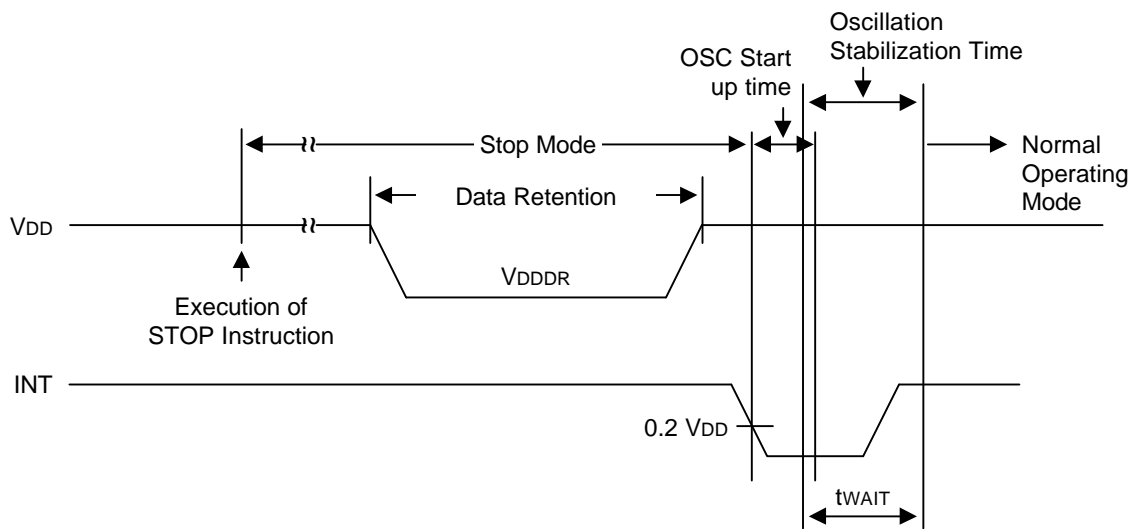 Oscillation
Stabilization Time
OSC Start
up time
Stop Mode
Normal
Operating
Mode
Data Retention
VDD
VDDDR
Execution of
STOP Instruction
INT
0.2 VDD
tWAIT